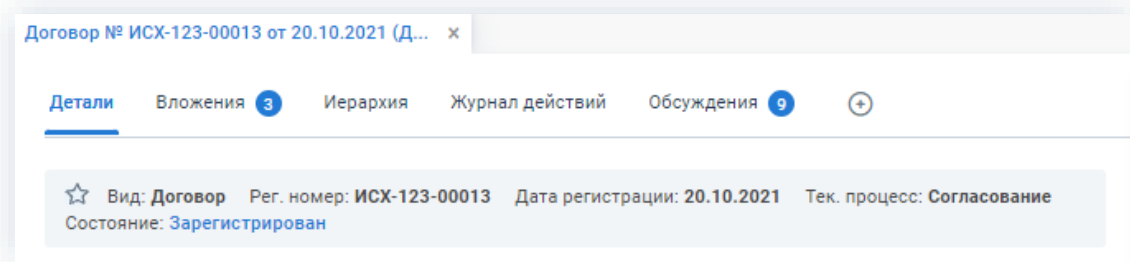 Договор № ИСХ-123-00013 от 20.10.2021 (Д... ×
Детали Вложения 3 Иерархия Журнал действий Обсуждения 9
Вид: Договор Рег. номер: ИСХ-123-00013 Дата регистрации: 20.10.2021 Тек. процесс: Согласование
Состояние: Зарегистрирован